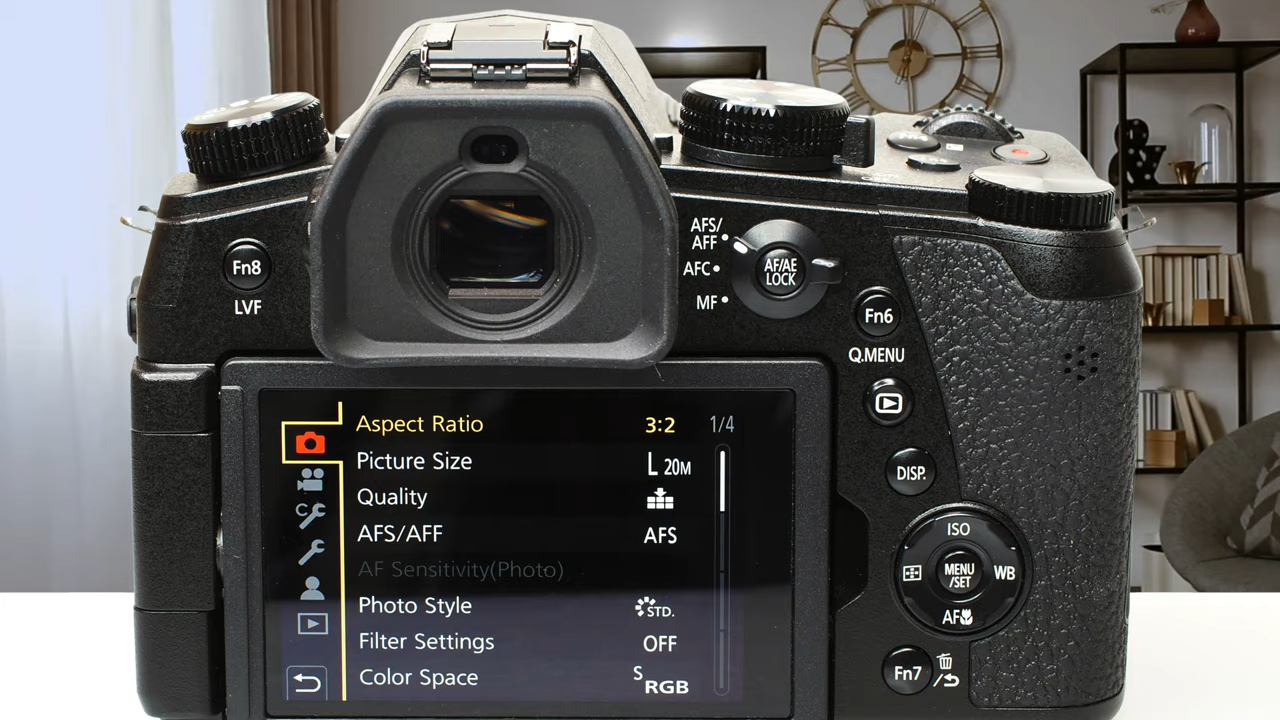 Fn8
LVF
AFS/
AFF
AFC
MF
AF/AE
LOCK
Fn6
Q.MENU
DISP.
ISO
MENU
/SET
WB
AF
Fn7
Aspect Ratio 3:2 1/4
Picture Size L 20M
Quality
AFS/AFF AFS
AF Sensitivity(Photo)
Photo Style STD.
Filter Settings OFF
Color Space sRGB
C